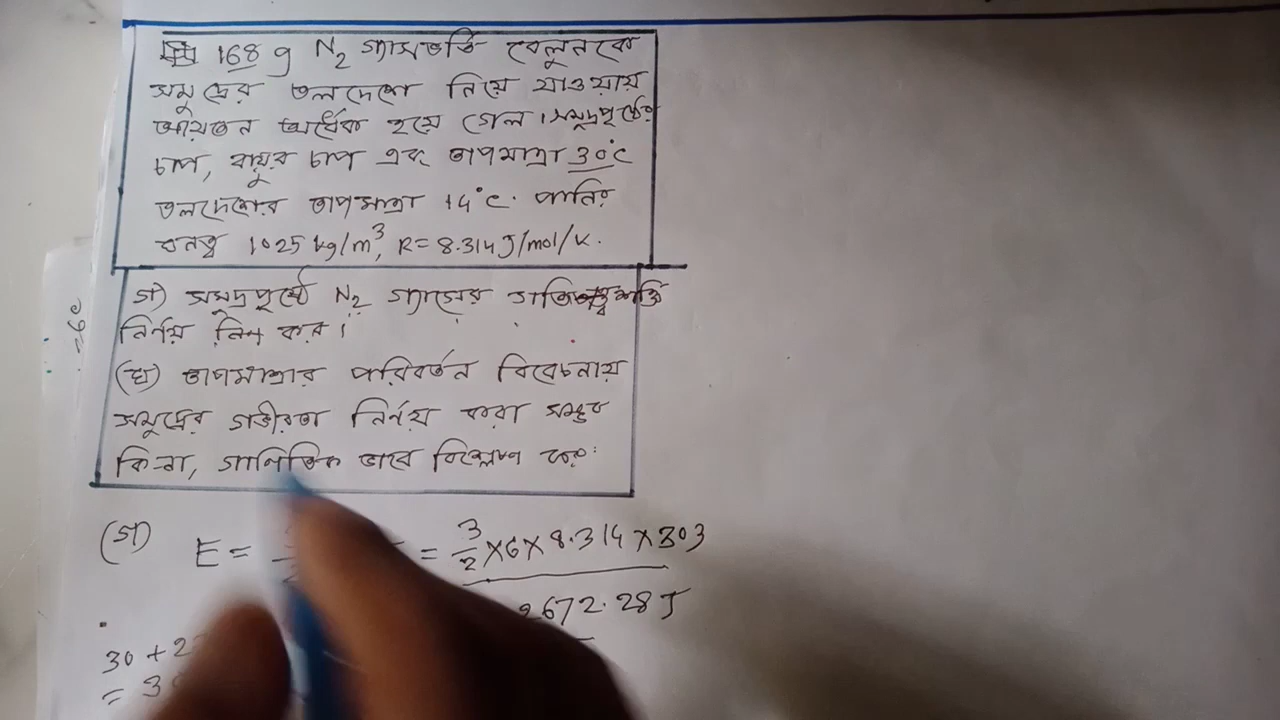 168 g N₂ গ্যাসভর্তি বেলুনকে
সমুদ্রের তলদেশে নিয়ে যাওয়ায়
আয়তন অর্ধেক হয়ে গেল। সমুদ্রপৃষ্ঠের
চাপ, বায়ুর চাপ এবং তাপমাত্রা 30°C
তলদেশের তাপমাত্রা 14°C. পানির
ঘনত্ব 1025 kg/m³, R = 8.314 J/mol/K.
গ) সমুদ্রপৃষ্ঠে N₂ গ্যাসের গতিশক্তি
নির্ণয় কর।
(ঘ) তাপমাত্রার পরিবর্তন বিবেচনায়
সমুদ্রের গভীরতা নির্ণয় করা সম্ভব
কি-না, গাণিতিক ভাবে বিশ্লেষণ কর।
(গ) E = = 3/2 × 6 × 8.314 × 303
2672.28 J
30 + 2
= 3